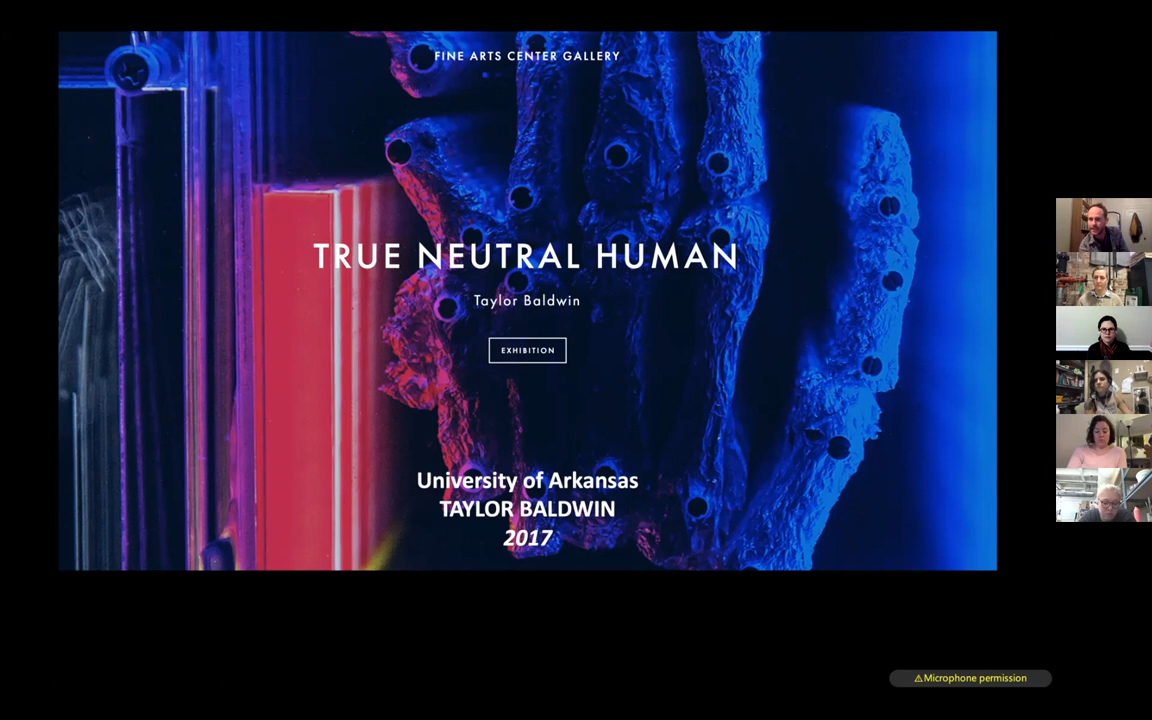 FINE ARTS CENTER GALLERY
TRUE NEUTRAL HUMAN
Taylor Baldwin
EXHIBITION
University of Arkansas
TAYLOR BALDWIN
2017
⚠Microphone permission